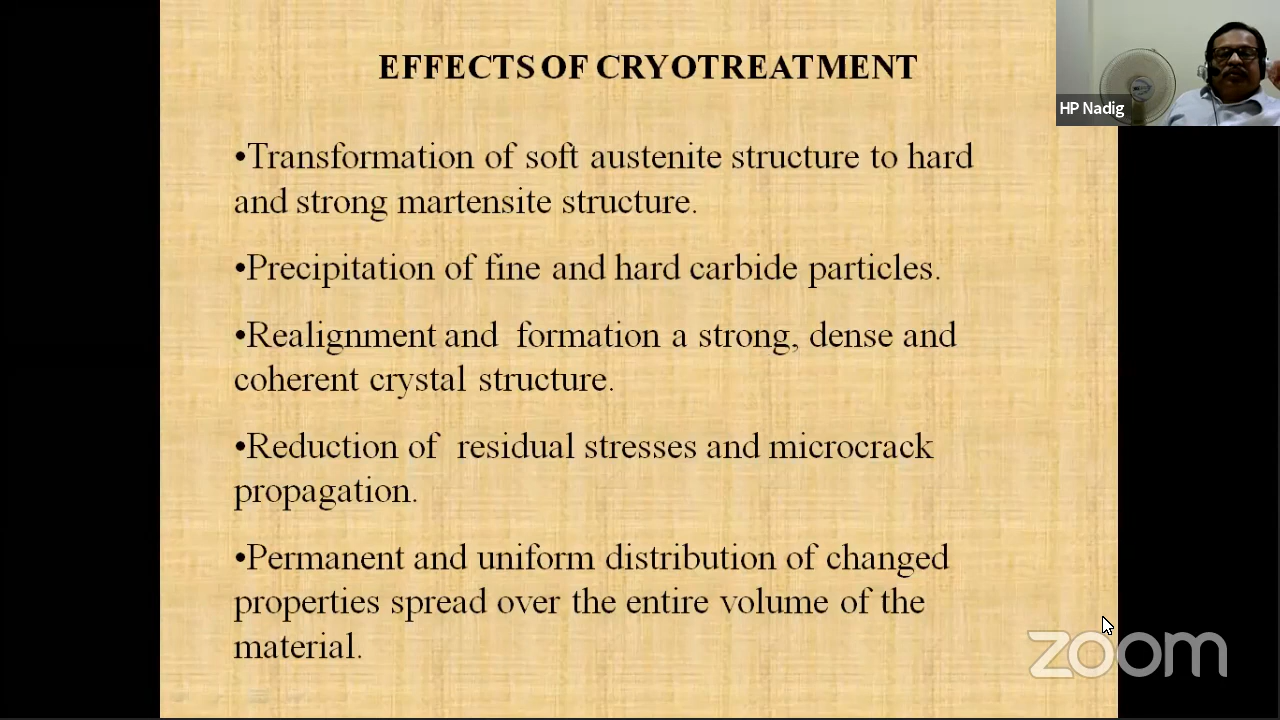 EFFECTS OF CRYOTREATMENT
HP Nadig
•Transformation of soft austenite structure to hard
and strong martensite structure.
•Precipitation of fine and hard carbide particles.
•Realignment and formation a strong, dense and
coherent crystal structure.
•Reduction of residual stresses and microcrack
propagation.
•Permanent and uniform distribution of changed
properties spread over the entire volume of the
material.
zoom